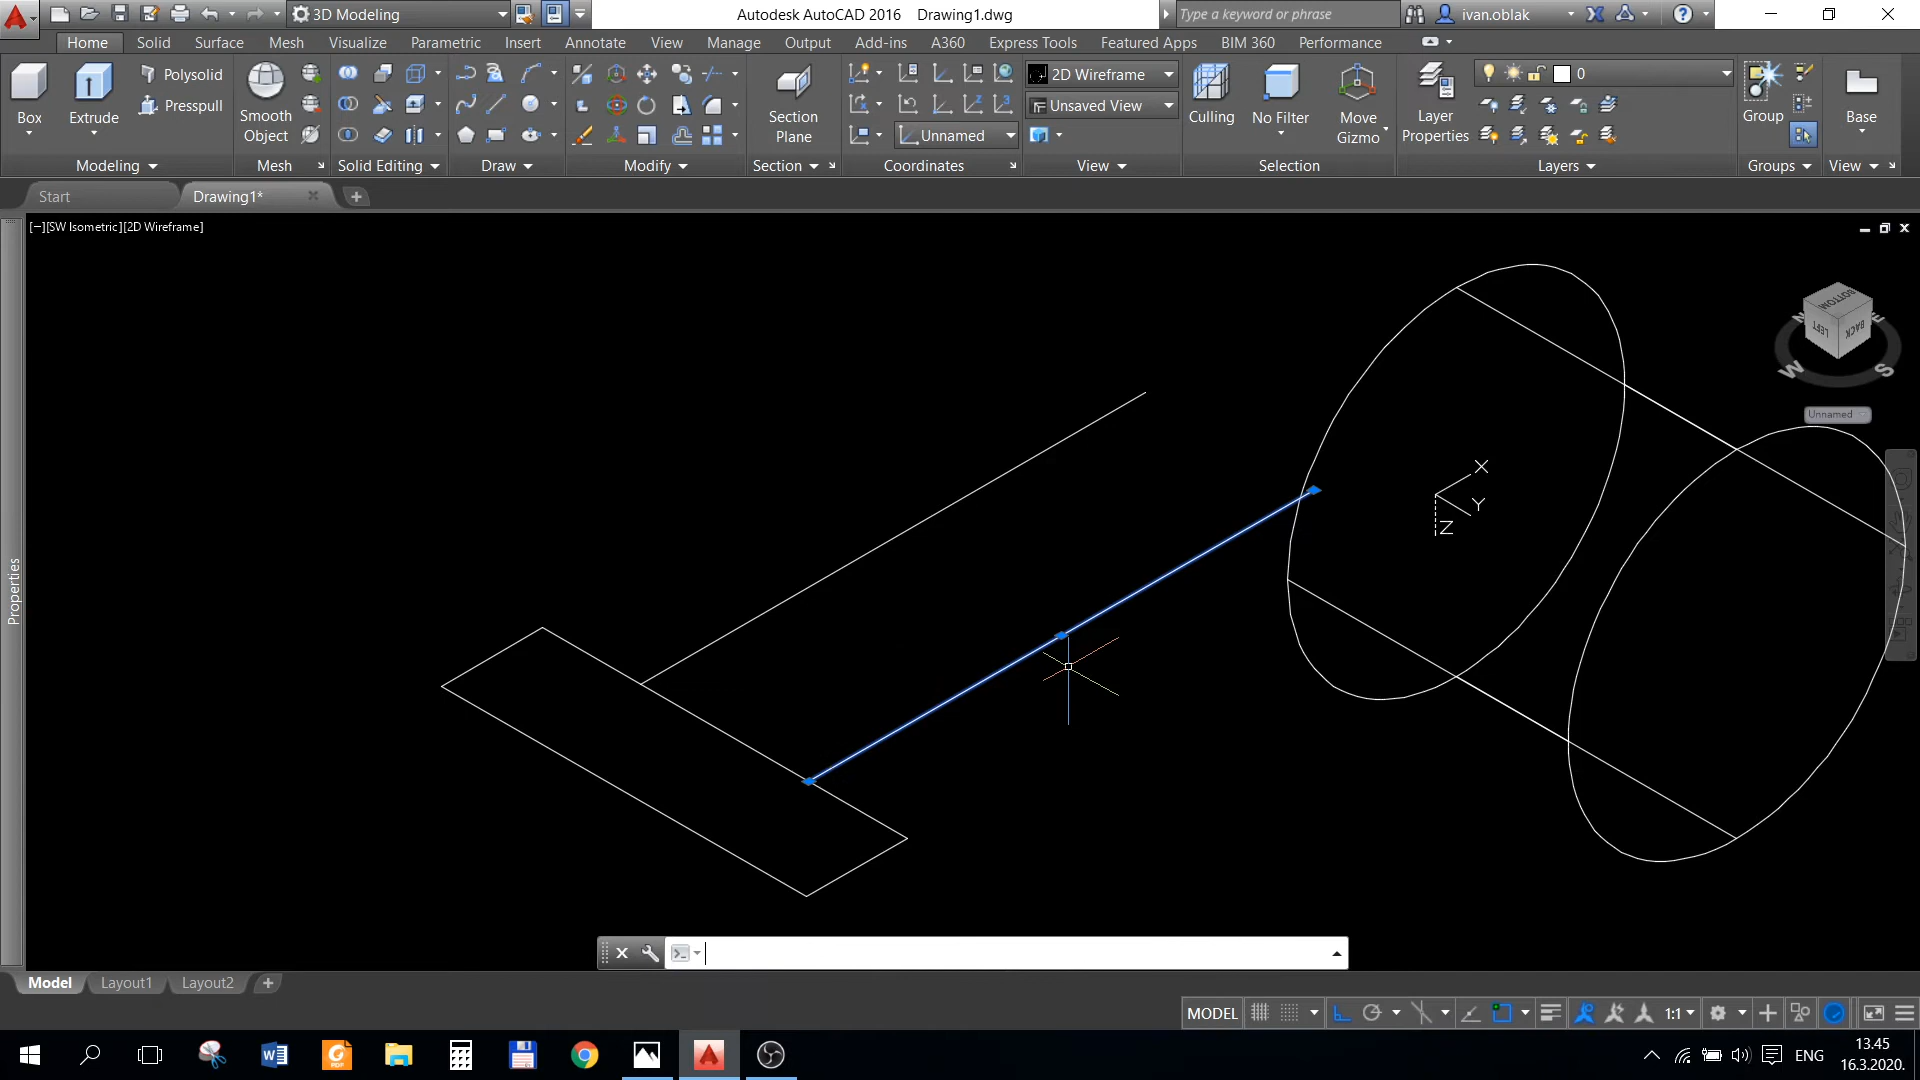 3D Modeling
Autodesk AutoCAD 2016 Drawing1.dwg
Type a keyword or phrase
ivan.oblak
Home Solid Surface Mesh Visualize Parametric Insert Annotate View Manage Output Add-ins A360 Express Tools Featured Apps BIM 360 Performance
Box
Extrude
Polysolid
Presspull
Smooth
Object
Section
Plane
Unnamed
2D Wireframe
Unsaved View
Culling
No Filter
Move
Gizmo
Layer
Properties
0
Group
Base
Modeling Mesh Solid Editing Draw Modify Section Coordinates View Selection Layers Groups View
Start
Drawing1*
[−][SW Isometric][2D Wireframe]
BOTTOM
LEFT
BACK
N
E
W
S
Unnamed
X
Y
Z
Properties
Model Layout1 Layout2
MODEL
1:1
ENG
13.45
16.3.2020.